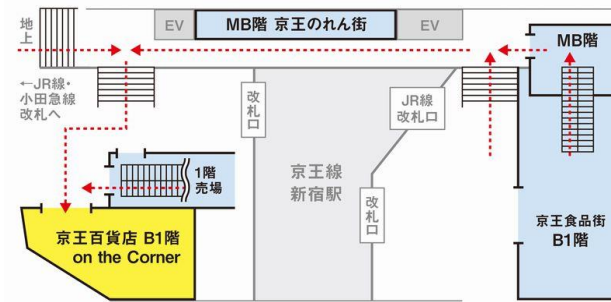 地上
EV
MB階 京王のれん街
EV
MB階
←JR線・
小田急線
改札へ
改札口
JR線
改札口
1階
売場
京王線
新宿駅
改札口
京王食品街
B1階
京王百貨店 B1階
on the Corner